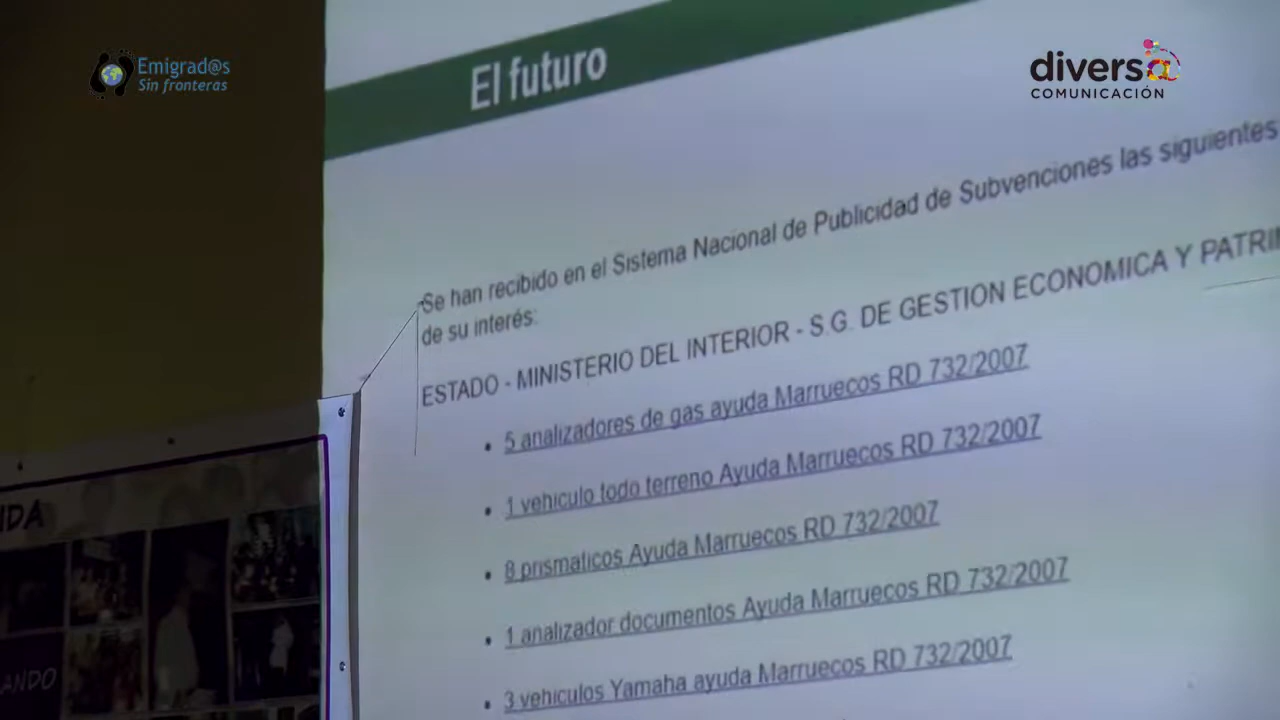 Emigrad@s
Sin fronteras
diversa
COMUNICACIÓN
El futuro
Se han recibido en el Sistema Nacional de Publicidad de Subvenciones las siguientes
de su interés:
ESTADO - MINISTERIO DEL INTERIOR - S.G. DE GESTION ECONOMICA Y
5 analizadores de gas ayuda Marruecos RD 732/2007
1 vehiculo todo terreno Ayuda Marruecos RD 732/2007
8 prismaticos Ayuda Marruecos RD 732/2007
1 analizador documentos Ayuda Marruecos RD 732/2007
3 vehiculos Yamaha ayuda Marruecos RD 732/2007